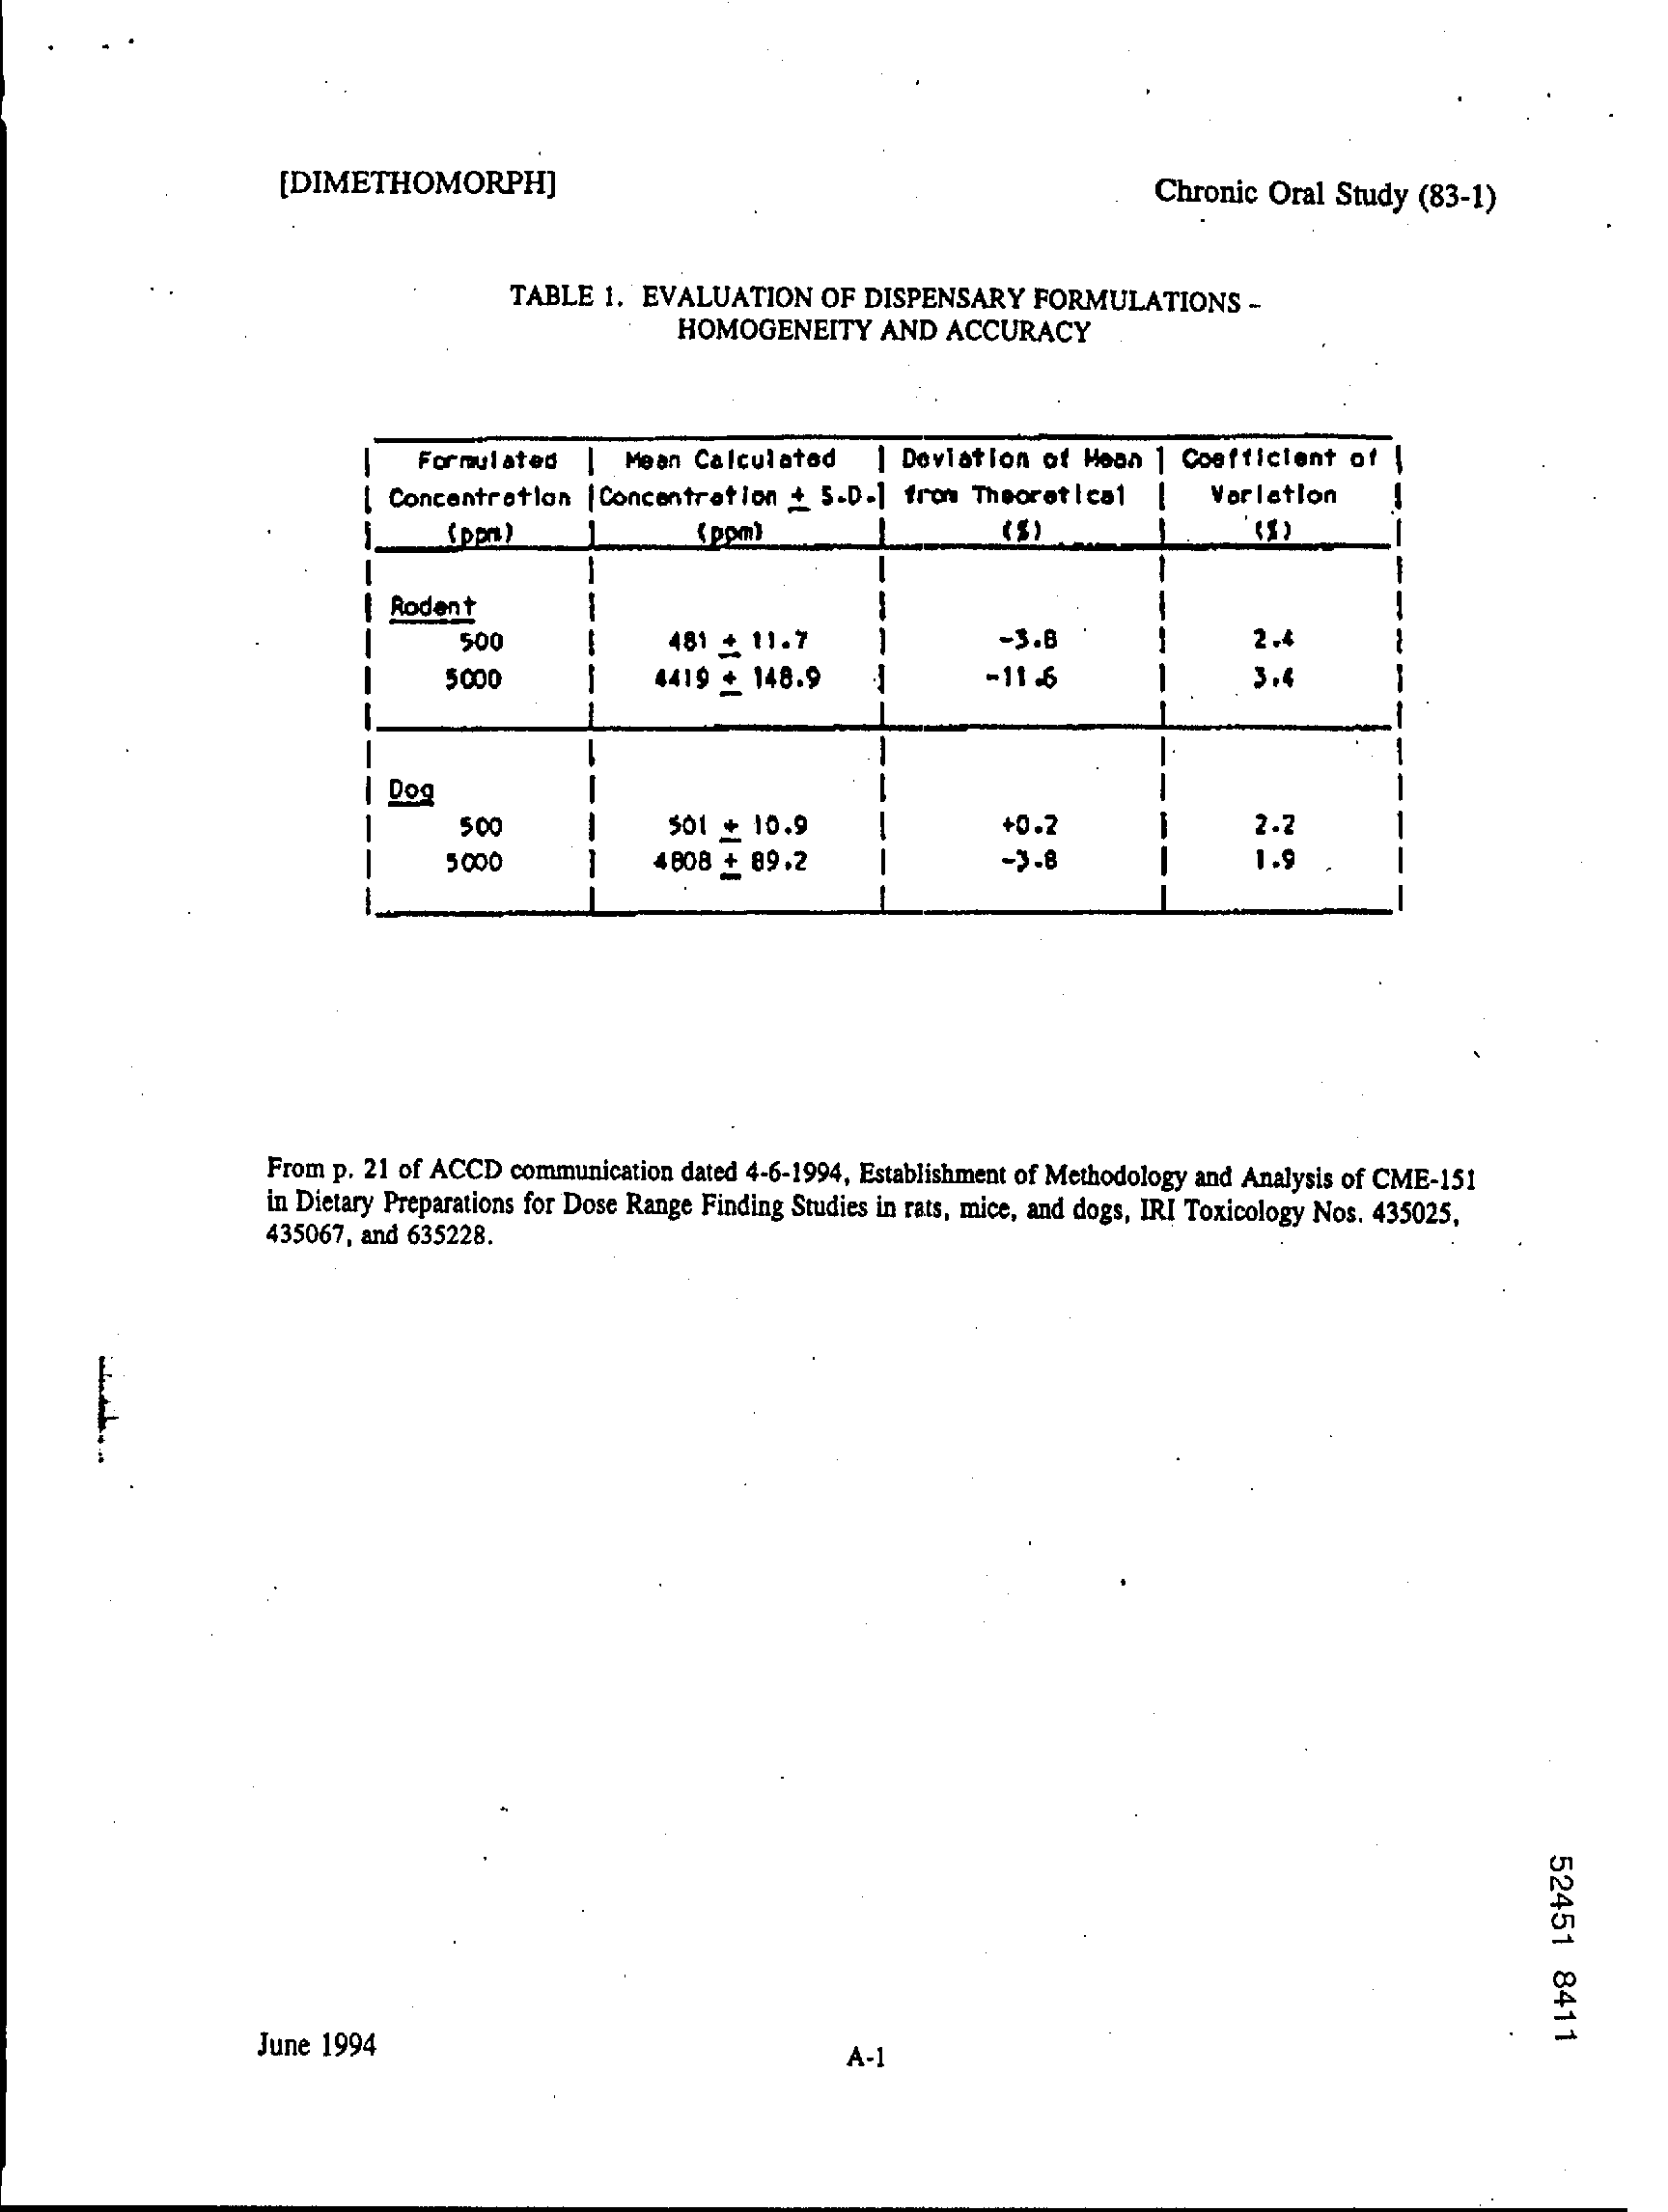 [DIMETHOMORPH]
Chronic Oral Study (83-1)
TABLE 1. EVALUATION OF DISPENSARY FORMULATIONS -
HOMOGENEITY AND ACCURACY
Formulated | Mean Calculated | Deviation of Mean | Coefficient of
Concentration | Concentration ± S.D. | from Theoretical | Variation
(ppm) | (ppm) | (%) | (%)
Rodent
500 | 481 ± 11.7 | -3.8 | 2.4
5000 | 4419 ± 148.9 | -11.6 | 3.4
Dog
500 | 501 ± 10.9 | +0.2 | 2.2
5000 | 4808 ± 89.2 | -3.8 | 1.9
From p. 21 of ACCD communication dated 4-6-1994, Establishment of Methodology and Analysis of CME-151
in Dietary Preparations for Dose Range Finding Studies in rats, mice, and dogs, IRI Toxicology Nos. 435025,
435067, and 635228.
52451 8411
June 1994
A-1